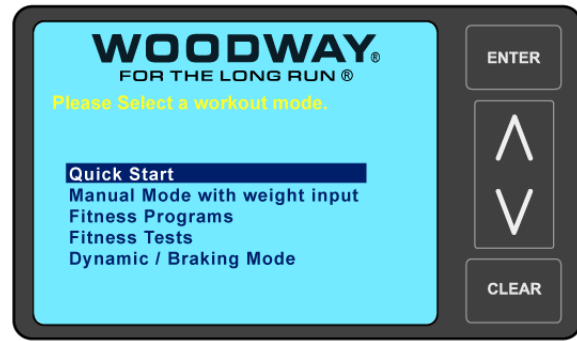 WOODWAY®
FOR THE LONG RUN ®
Please Select a workout mode.
Quick Start
Manual Mode with weight input
Fitness Programs
Fitness Tests
Dynamic / Braking Mode
ENTER
CLEAR